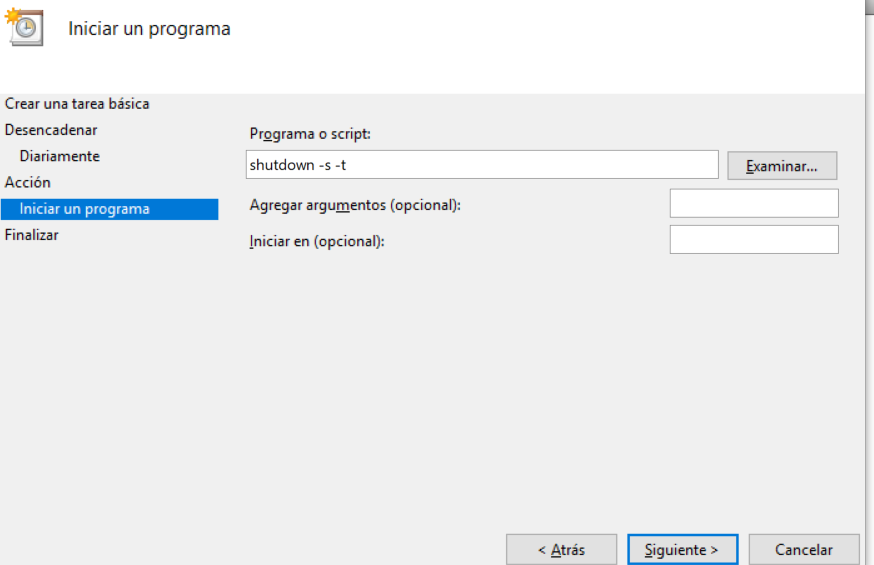 Iniciar un programa
Crear una tarea básica
Desencadenar
Diariamente
Acción
Iniciar un programa
Finalizar
Programa o script:
shutdown -s -t
Examinar...
Agregar argumentos (opcional):
Iniciar en (opcional):
< Atrás
Siguiente >
Cancelar